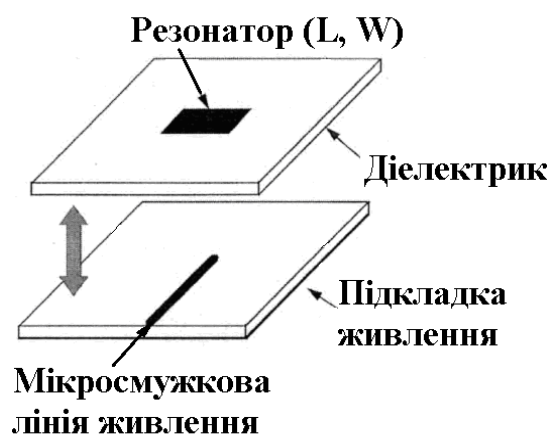 Резонатор (L, W)
Діелектрик
Підкладка
живлення
Мікросмужкова
лінія живлення